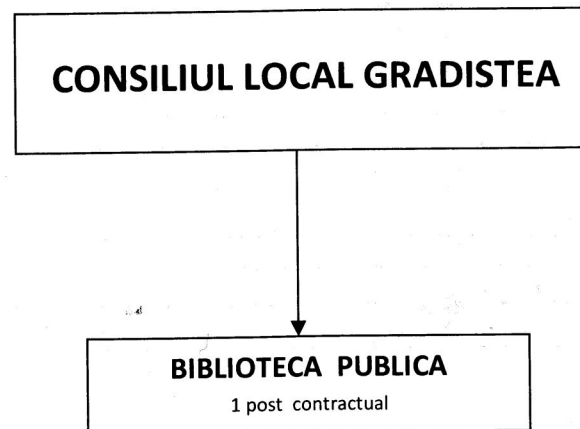 CONSILIUL LOCAL GRADISTEA
BIBLIOTECA PUBLICA
1 post contractual